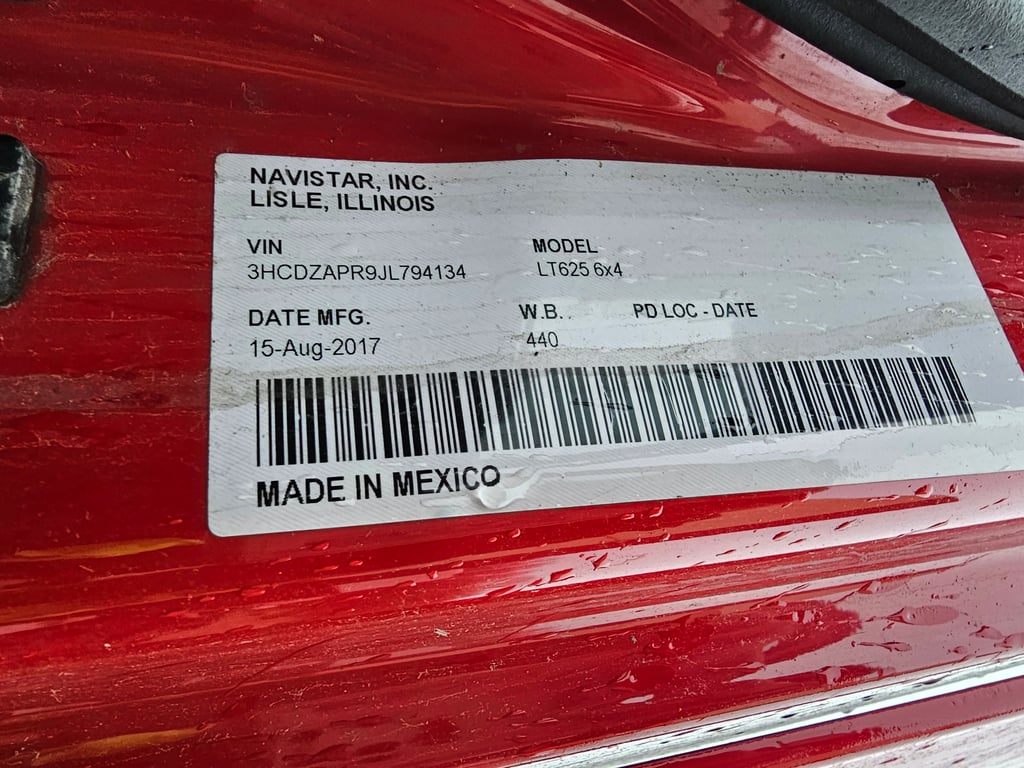 NAVISTAR, INC.
LISLE, ILLINOIS
VIN MODEL
3HCDZAPR9JL794134 LT625 6x4
DATE MFG. W.B. PD LOC - DATE
15-Aug-2017 440
MADE IN MEXICO